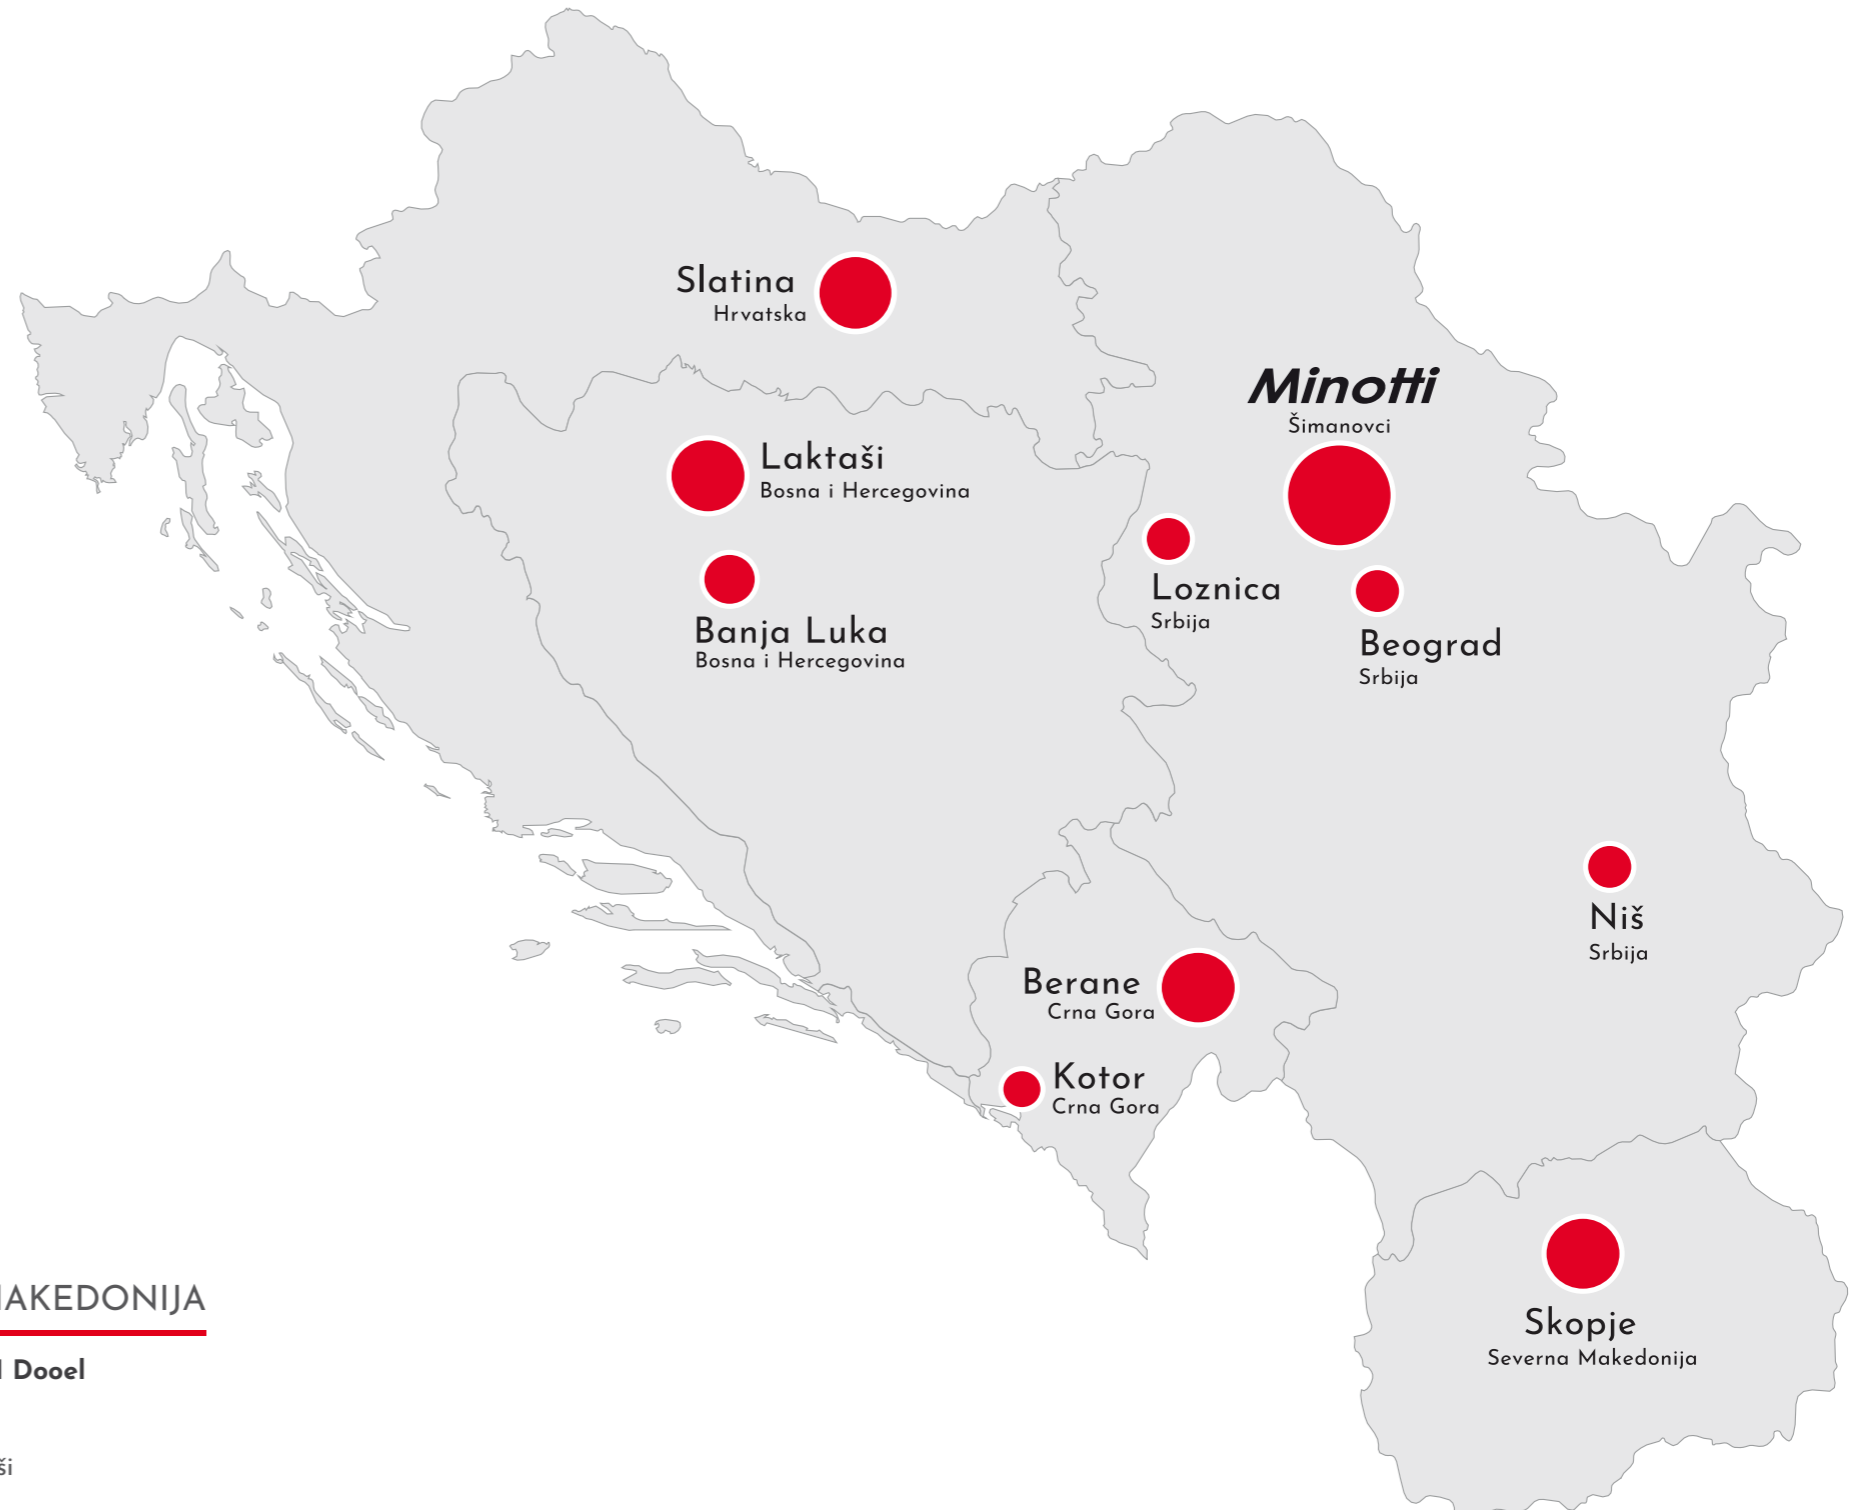 Slatina
Hrvatska
Minotti
Šimanovci
Laktaši
Bosna i Hercegovina
Banja Luka
Bosna i Hercegovina
Loznica
Srbija
Beograd
Srbija
Niš
Srbija
Berane
Crna Gora
Kotor
Crna Gora
Skopje
Severna Makedonija
AKEDONIJA
Dooel
ši